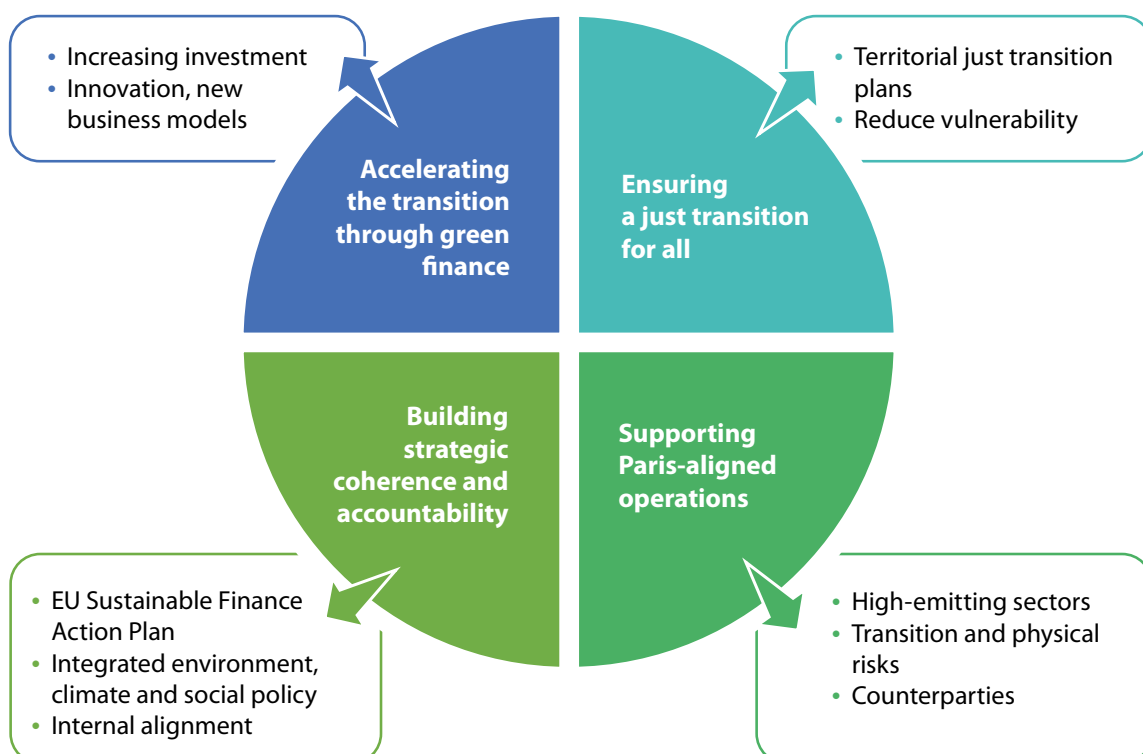 • Increasing investment
• Innovation, new
business models
Accelerating
the transition
through green
finance
• Territorial just transition
plans
• Reduce vulnerability
Ensuring
a just transition
for all
Building
strategic
coherence and
accountability
• EU Sustainable Finance
Action Plan
• Integrated environment,
climate and social policy
• Internal alignment
Supporting
Paris-aligned
operations
• High-emitting sectors
• Transition and physical
risks
• Counterparties